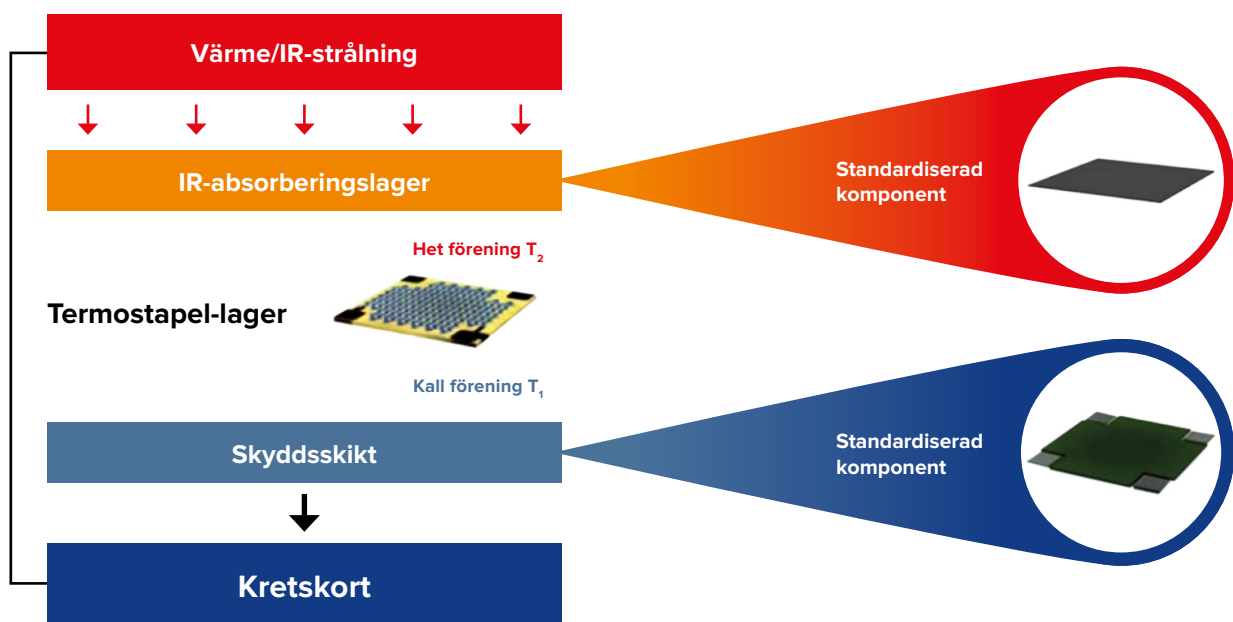 Värme/IR-strålning
IR-absorberingslager
Standardiserad
komponent
Het förening T₂
Termostapel-lager
Kall förening T₁
Skyddsskikt
Standardiserad
komponent
Kretskort